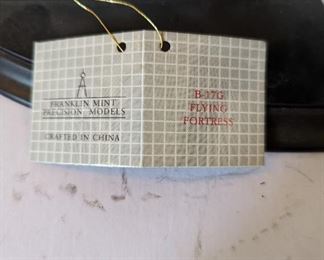 FRANKLIN MINT
PRECISION MODELS
CRAFTED IN CHINA
B-17G
FLYING
FORTRESS